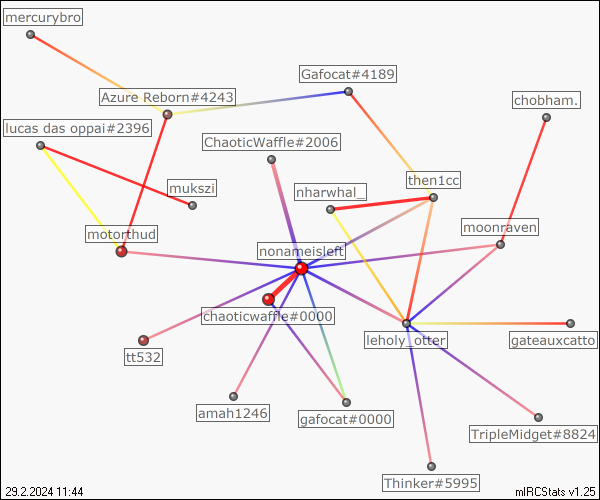 mercurybro
Gafocat#4189
Azure Reborn#4243
chobham.
lucas das oppai#2396
ChaoticWaffle#2006
then1cc
mukszi
nharwhal_
moonraven
motorthud
nonameisleft
chaoticwaffle#0000
leholy_otter
gateauxcatto
tt532
amah1246
gafocat#0000
TripleMidget#8824
Thinker#5995
29.2.2024 11:44
mIRCStats v1.25